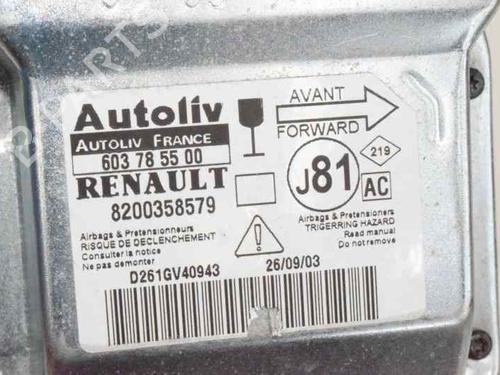 Autoliv
AUTOLIV FRANCE
603 78 55 00
RENAULT
8200358579
AVANT
FORWARD
J81
219
AC
Airbags & Pretensionneurs
RISQUE DE DECLENCHEMENT
Consulter la notice
Ne pas demonter
Airbags & Pretensioners
TRIGERRING HAZARD
Read manual
Do not remove
D261GV40943
26/09/03